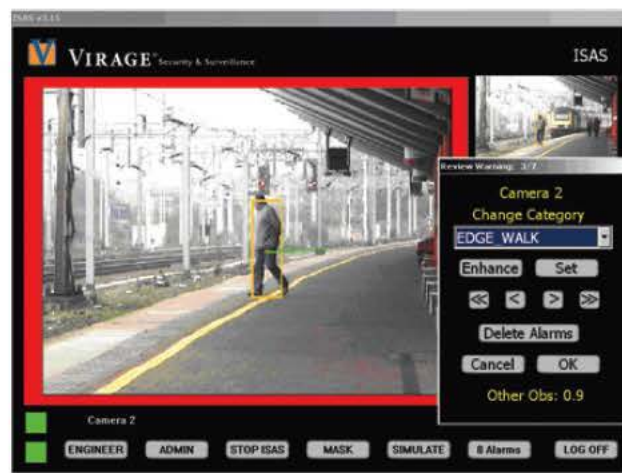 ISAS v3.15
VIRAGE® Security & Surveillance
ISAS
Review Warning: 3/7
Camera 2
Change Category
EDGE_WALK
Enhance
Set
<<
<
>
>>
Delete Alarms
Cancel
OK
Other Obs: 0.9
Camera 2
ENGINEER
ADMIN
STOP ISAS
MASK
SIMULATE
8 Alarms
LOG OFF